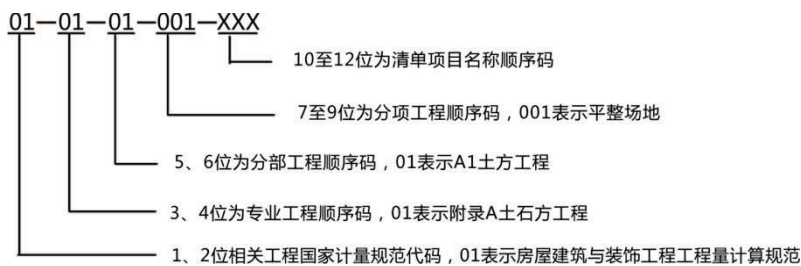 01—01—01—001—XXX
10至12位为清单项目名称顺序码
7至9位为分项工程顺序码，001表示平整场地
5、6位为分部工程顺序码，01表示A1土方工程
3、4位为专业工程顺序码，01表示附录A土石方工程
1、2位相关工程国家计量规范代码，01表示房屋建筑与装饰工程工程量计算规范